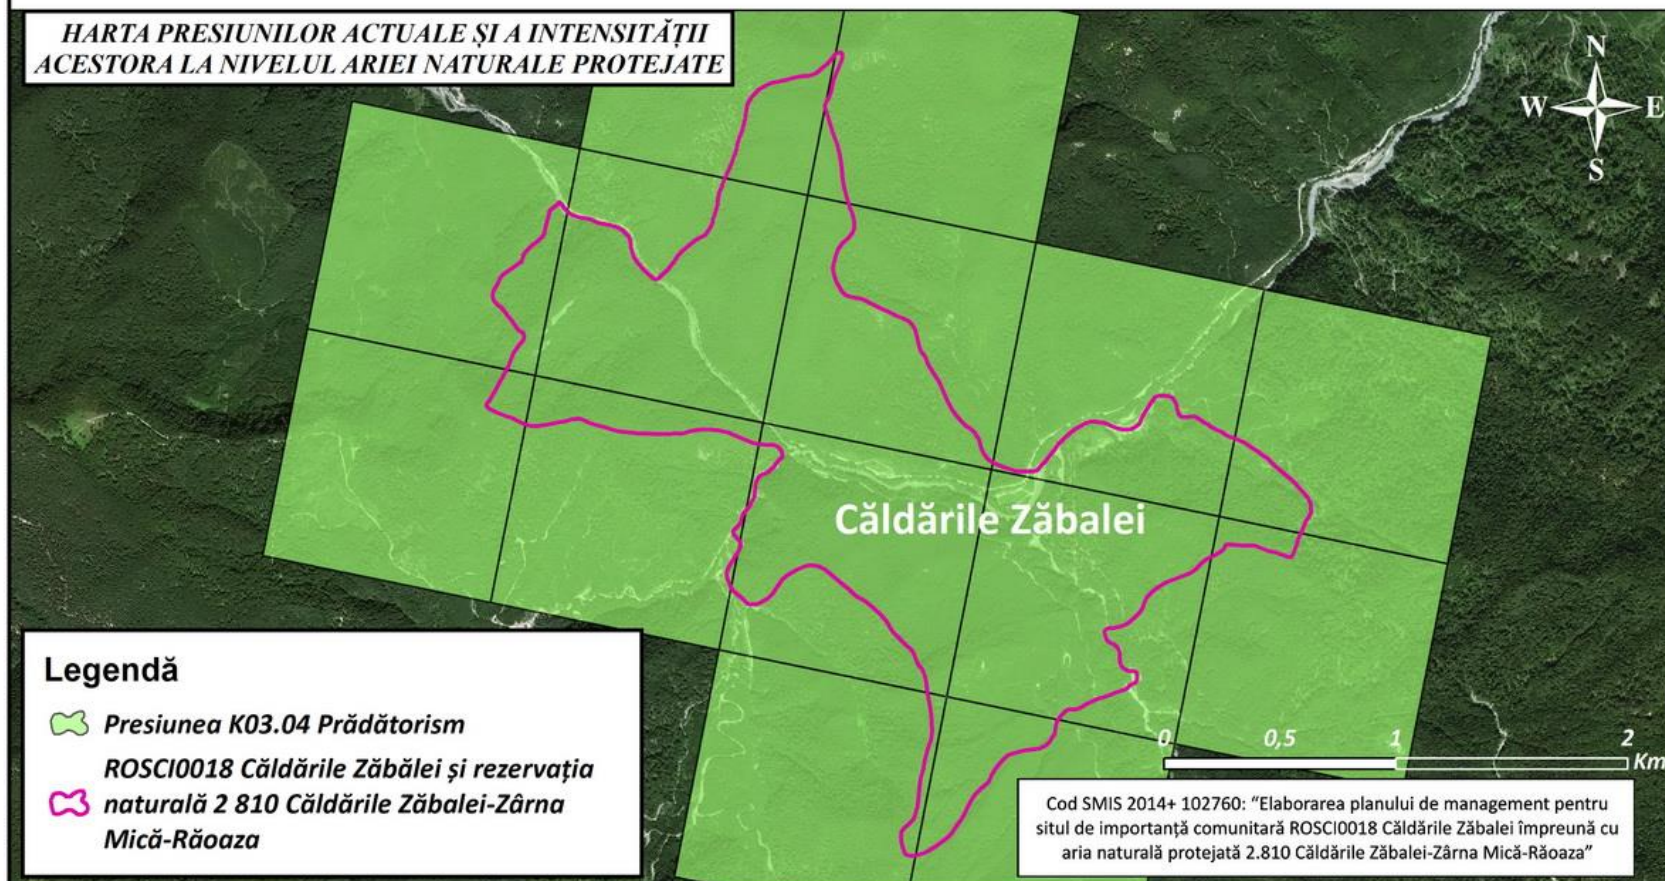 HARTA PRESIUNILOR ACTUALE ȘI A INTENSITĂȚII
ACESTORA LA NIVELUL ARIEI NATURALE PROTEJATE
N
W E
S
Căldările Zăbalei
Legendă
Presiunea K03.04 Prădătorism
ROSCI0018 Căldările Zăbălei și rezervația
naturală 2 810 Căldările Zăbalei-Zârna
Mică-Răoaza
0 0,5 1 2
Km
Cod SMIS 2014+ 102760: “Elaborarea planului de management pentru
situl de importanță comunitară ROSCI0018 Căldările Zăbalei împreună cu
aria naturală protejată 2.810 Căldările Zăbalei-Zârna Mică-Răoaza”